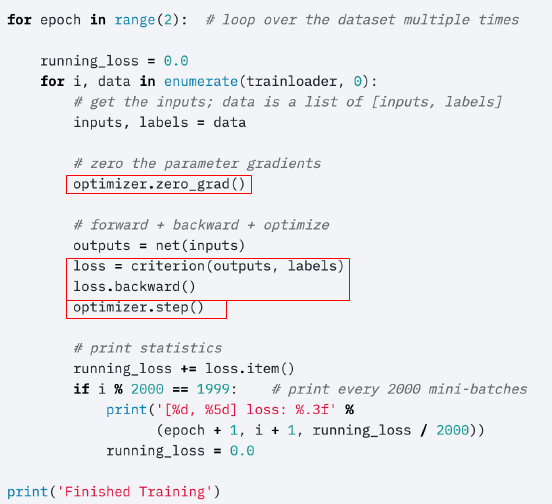 for epoch in range(2):  # loop over the dataset multiple times
running_loss = 0.0
for i, data in enumerate(trainloader, 0):
# get the inputs; data is a list of [inputs, labels]
inputs, labels = data
# zero the parameter gradients
optimizer.zero_grad()
# forward + backward + optimize
outputs = net(inputs)
loss = criterion(outputs, labels)
loss.backward()
optimizer.step()
# print statistics
running_loss += loss.item()
if i % 2000 == 1999:    # print every 2000 mini-batches
print('[%d, %5d] loss: %.3f' %
(epoch + 1, i + 1, running_loss / 2000))
running_loss = 0.0
print('Finished Training')